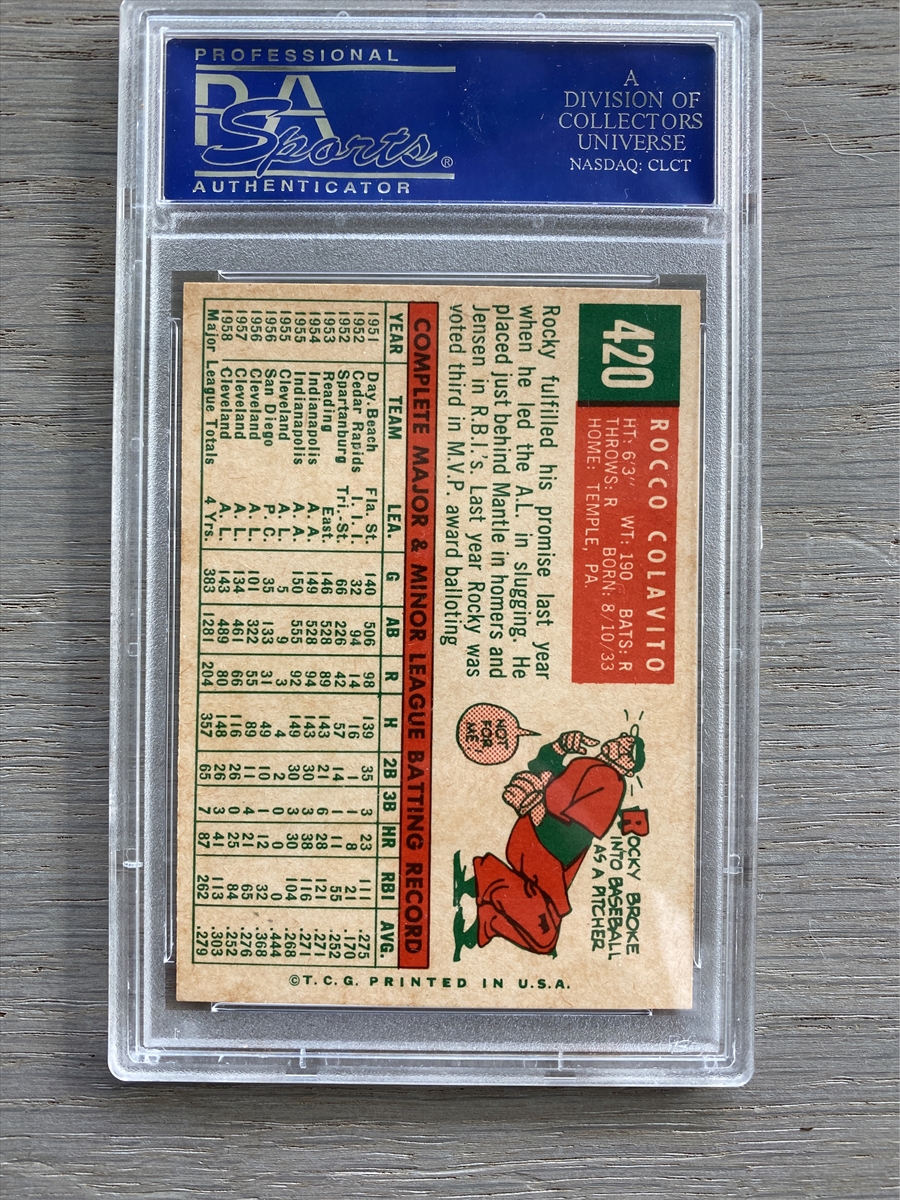 PROFESSIONAL
PSA
Sports®
AUTHENTICATOR
A
DIVISION OF
COLLECTORS
UNIVERSE
NASDAQ: CLCT
420
ROCCO COLAVITO
HT: 6'3" WT: 190 BATS: R
THROWS: R BORN: 8/10/33
HOME: TEMPLE, PA.
ROCKY BROKE
INTO BASEBALL
AS A PITCHER
NOT
FOR
ME
Rocky fulfilled his promise last year
when he led the A.L. in slugging. He
placed just behind Mantle in homers and
Jensen in R.B.I.'s. Last year Rocky was
voted third in M.V.P. award balloting
COMPLETE MAJOR & MINOR LEAGUE BATTING RECORD
YEAR TEAM LEA. G AB R H 2B 3B HR RBI AVG.
1951 Day. Beach Fla. St. 140 506 98 139 35 3 23 111 .275
1952 Cedar Rapids I. I. I. 32 94 14 16 1 8 21 .170
1952 Spartanburg Tri.-St. 66 226 42 57 14 11 55 .252
1953 Reading East. 146 528 89 143 21 6 28 121 .271
1954 Indianapolis A. A. 149 528 94 143 30 3 38 116 .271
1955 Indianapolis A. A. 150 555 92 149 30 3 30 104 .268
1955 Cleveland A. L. 5 9 3 4 2 0 0 0 .444
1956 San Diego P. C. 35 133 31 49 10 1 12 32 .368
1956 Cleveland A. L. 101 322 55 89 11 4 21 65 .276
1957 Cleveland A. L. 134 461 66 116 26 0 25 84 .252
1958 Cleveland A. L. 143 489 80 148 26 3 41 113 .303
Major League Totals 4 Yrs. 383 1281 204 357 65 7 87 262 .279
©T.C.G. PRINTED IN U.S.A.